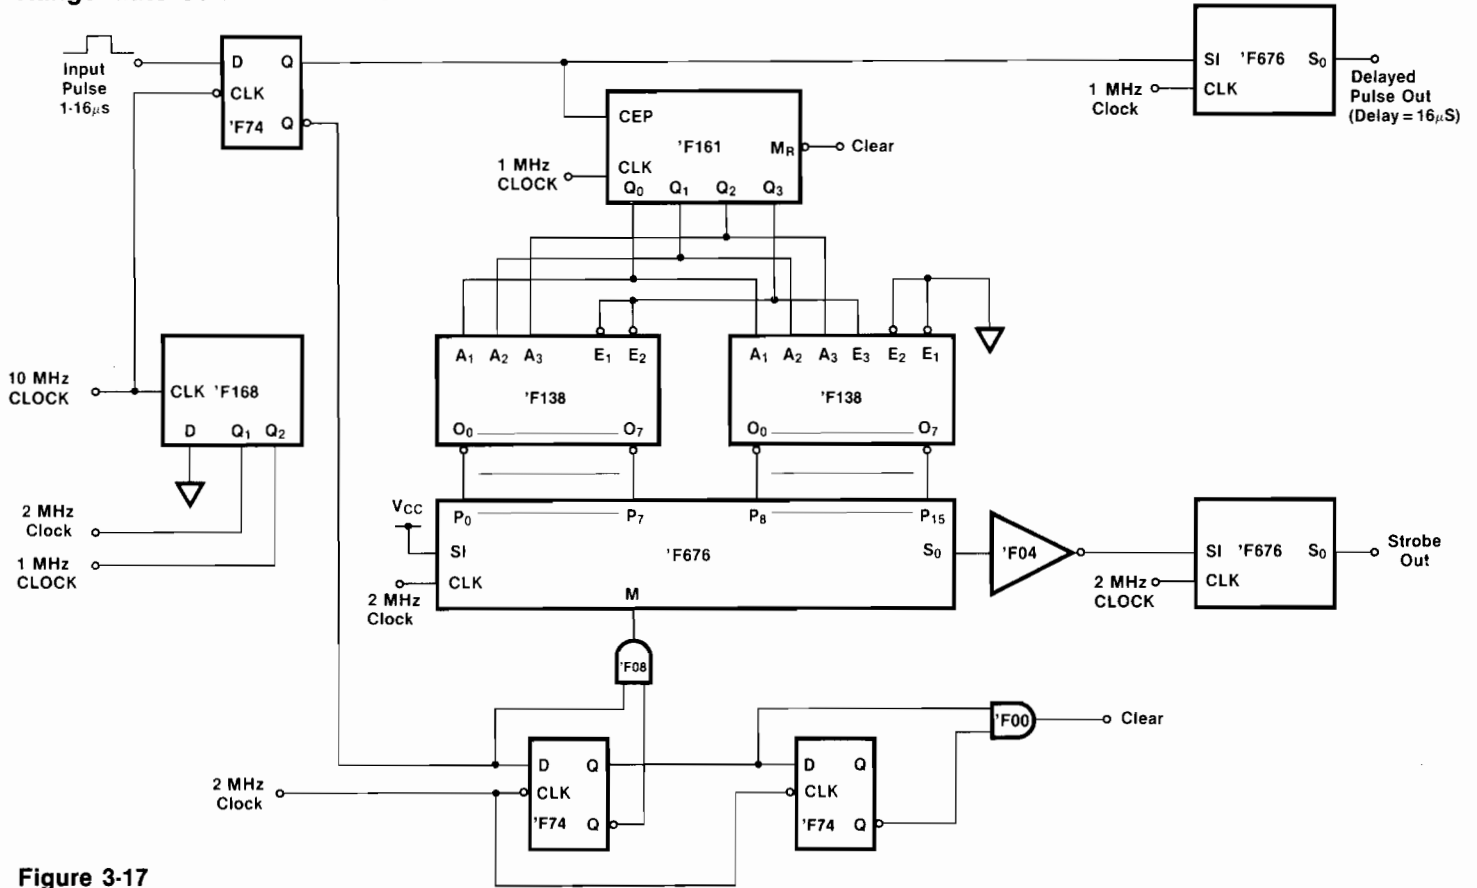 Input
Pulse
1-16μs
D Q
CLK
'F74 Q
SI 'F676 S0
CLK
1 MHz
Clock
Delayed
Pulse Out
(Delay = 16μS)
CEP
'F161 MR
Clear
CLK
Q0 Q1 Q2 Q3
1 MHz
CLOCK
10 MHz
CLOCK
CLK 'F168
D Q1 Q2
2 MHz
Clock
1 MHz
CLOCK
A1 A2 A3 E1 E2
'F138
O0 O7
A1 A2 A3 E3 E2 E1
'F138
O0 O7
VCC
P0 P7 P8 P15
SI 'F676 S0
CLK
M
2 MHz
Clock
'F04
SI 'F676 S0
CLK
2 MHz
CLOCK
Strobe
Out
'F08
'F00
Clear
2 MHz
Clock
D Q
CLK
'F74 Q
D Q
CLK
'F74 Q
Figure 3-17